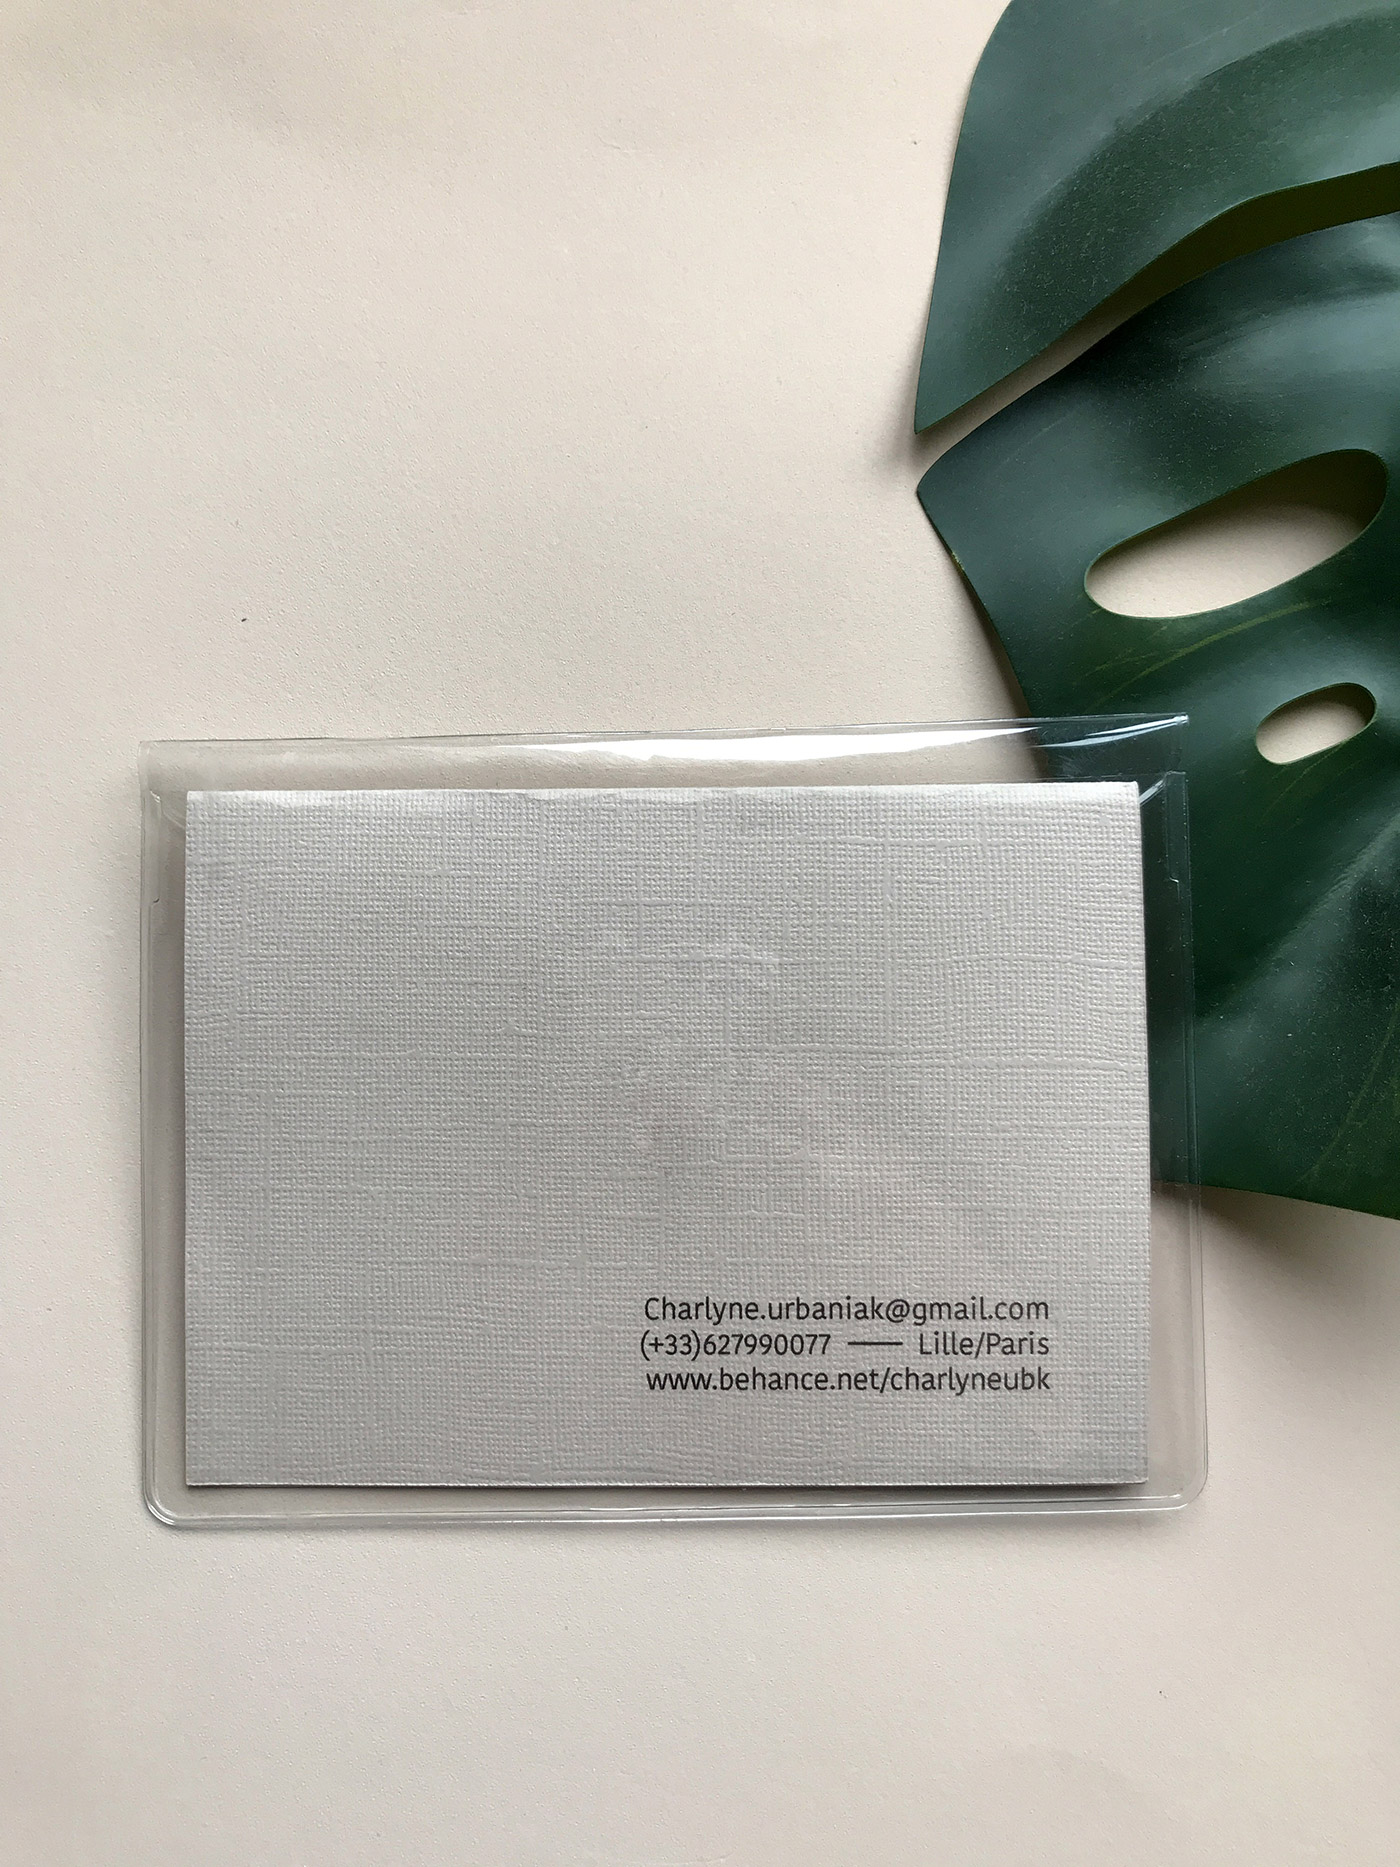 Charlyne.urbaniak@gmail.com
(+33)627990077 — Lille/Paris
www.behance.net/charlyneubk